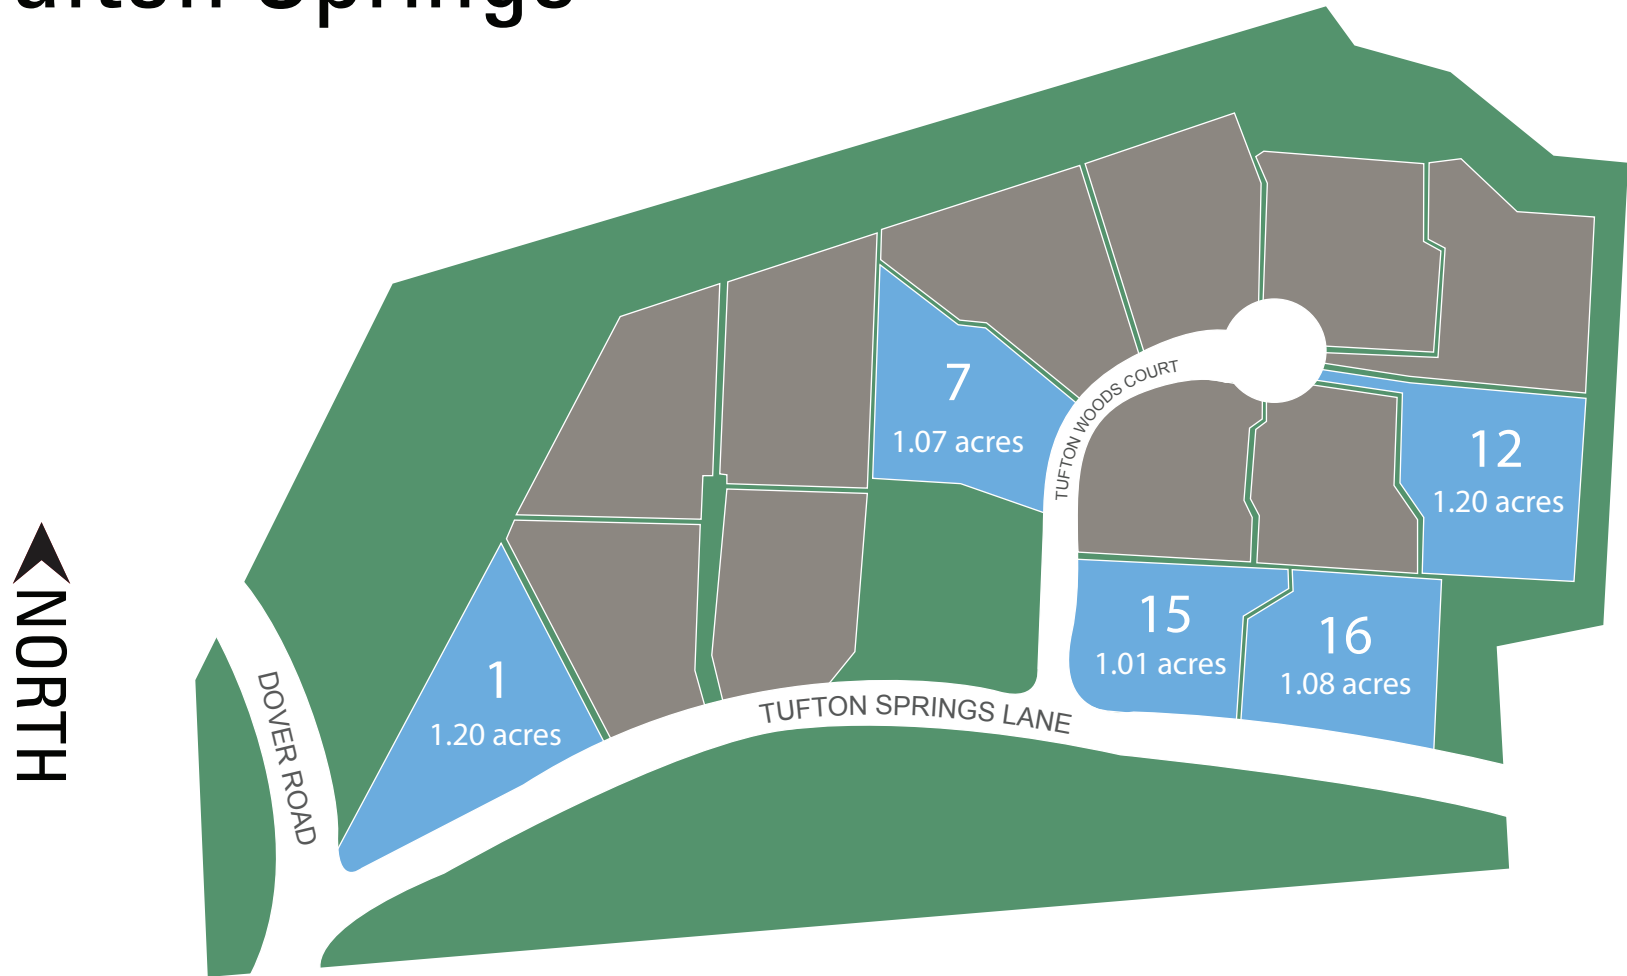 Springs
7
1.07 acres
TUFTON WOODS COURT
12
1.20 acres
15
1.01 acres
16
1.08 acres
1
1.20 acres
TUFTON SPRINGS LANE
DOVER ROAD
NORTH